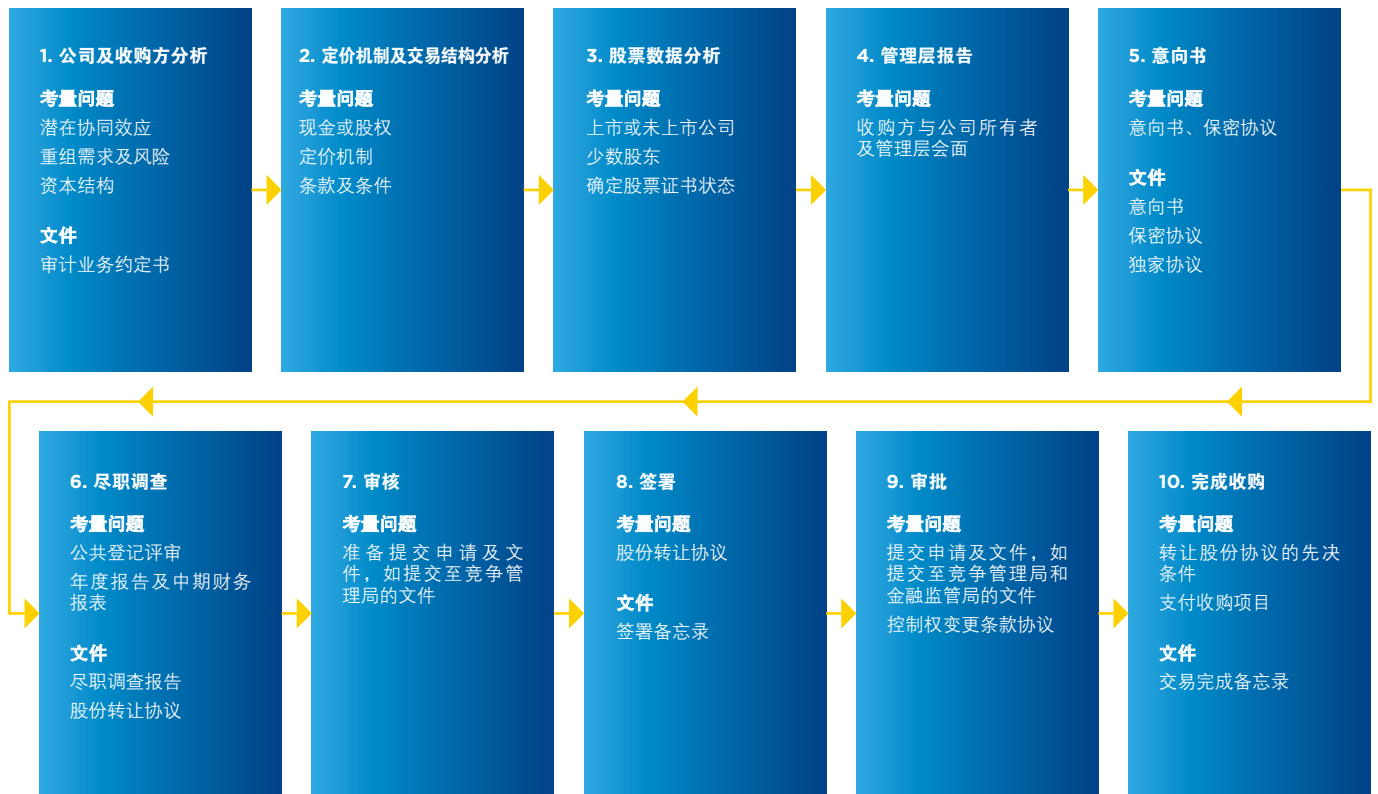 1. 公司及收购方分析
考量问题
潜在协同效应
重组需求及风险
资本结构
文件
审计业务约定书
2. 定价机制及交易结构分析
考量问题
现金或股权
定价机制
条款及条件
3. 股票数据分析
考量问题
上市或未上市公司
少数股东
确定股票证书状态
4. 管理层报告
考量问题
收购方与公司所有者
及管理层会面
5. 意向书
考量问题
意向书、保密协议
文件
意向书
保密协议
独家协议
6. 尽职调查
考量问题
公共登记评审
年度报告及中期财务
报表
文件
尽职调查报告
股份转让协议
7. 审核
考量问题
准备提交申请及文
件，如提交至竞争管
理局的文件
8. 签署
考量问题
股份转让协议
文件
签署备忘录
9. 审批
考量问题
提交申请及文件，如
提交至竞争管理局和
金融监管局的文件
控制权变更条款协议
10. 完成收购
考量问题
转让股份协议的先决
条件
支付收购项目
文件
交易完成备忘录